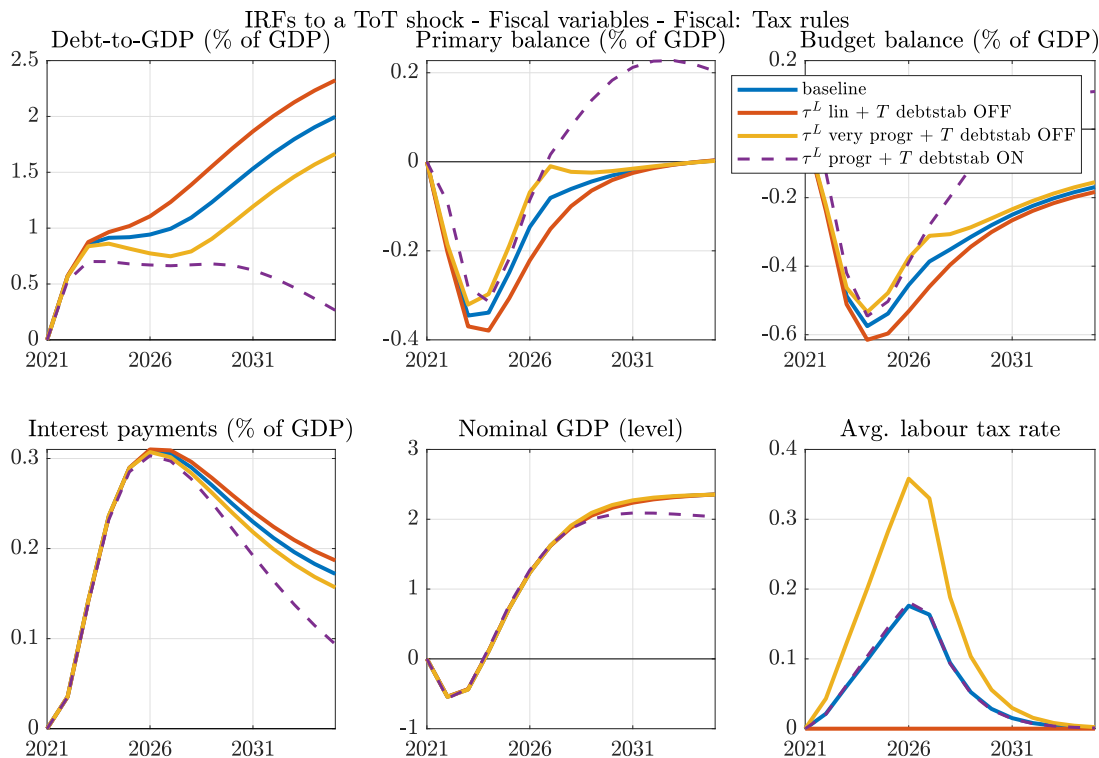 IRFs to a ToT shock - Fiscal variables - Fiscal: Tax rules
Debt-to-GDP (% of GDP)
2.5
2
1.5
1
0.5
0
2021 2026 2031
Primary balance (% of GDP)
0.2
0
-0.2
-0.4
2021 2026 2031
Budget balance (% of GDP)
0.2
-0.2
-0.4
-0.6
2021 2026 2031
baseline
τ^L lin + T debtstab OFF
τ^L very progr + T debtstab OFF
τ^L progr + T debtstab ON
Interest payments (% of GDP)
0.3
0.2
0.1
0
2021 2026 2031
Nominal GDP (level)
3
2
1
0
-1
2021 2026 2031
Avg. labour tax rate
0.4
0.3
0.2
0.1
0
2021 2026 2031